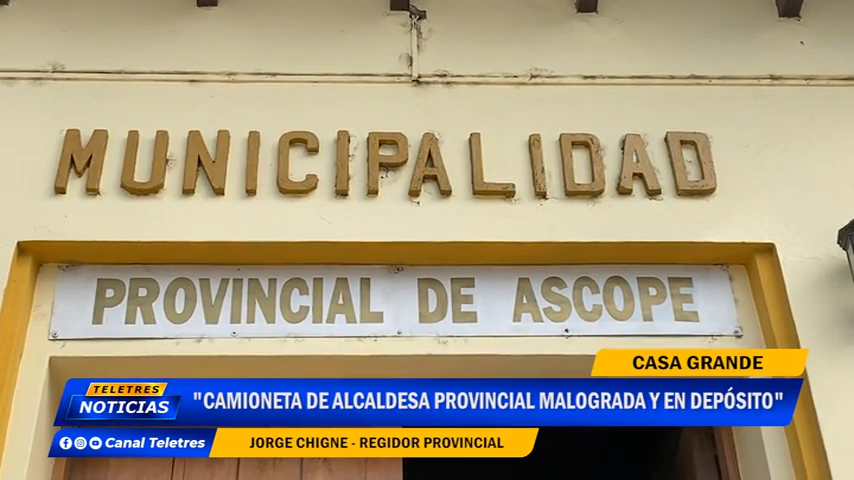 MUNICIPALIDAD
PROVINCIAL DE ASCOPE
CASA GRANDE
TELETRES
NOTICIAS
"CAMIONETA DE ALCALDESA PROVINCIAL MALOGRADA Y EN DEPÓSITO"
Canal Teletres
JORGE CHIGNE - REGIDOR PROVINCIAL